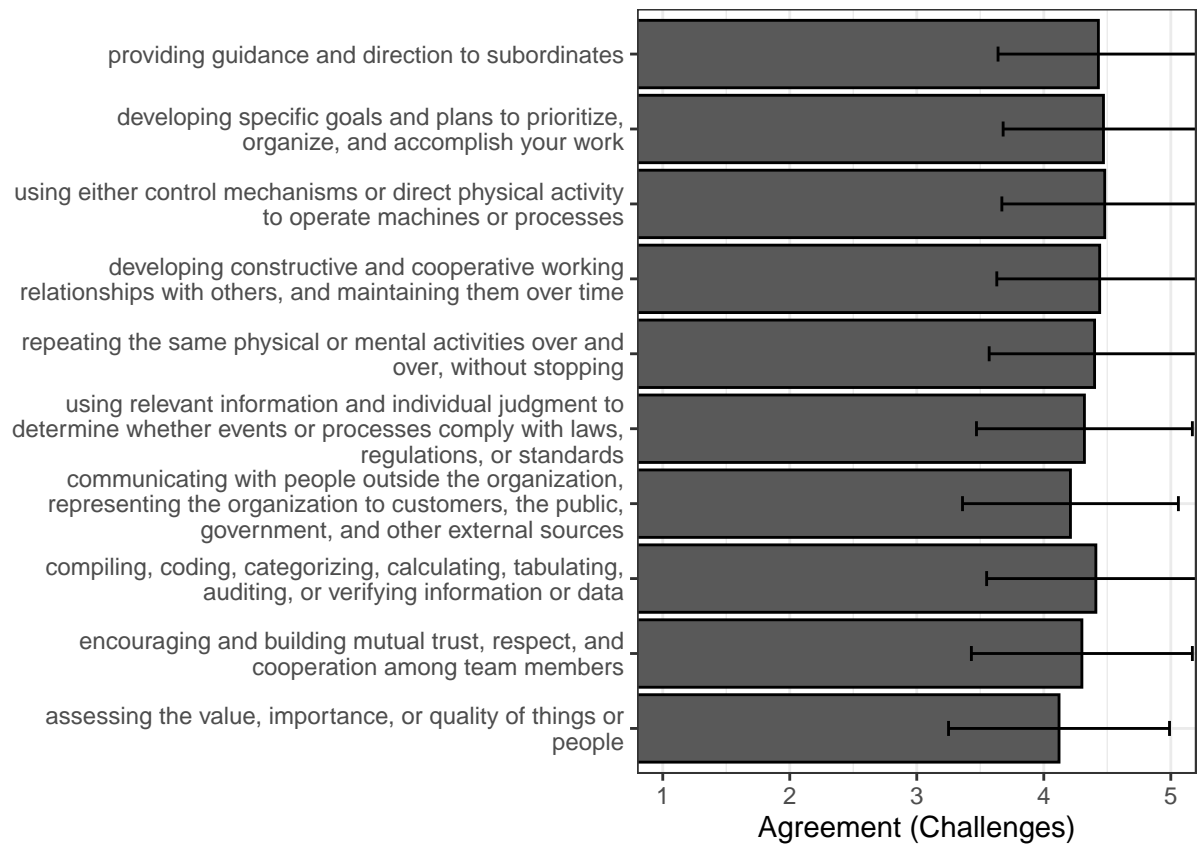 providing guidance and direction to subordinates
developing specific goals and plans to prioritize,
organize, and accomplish your work
using either control mechanisms or direct physical activity
to operate machines or processes
developing constructive and cooperative working
relationships with others, and maintaining them over time
repeating the same physical or mental activities over and
over, without stopping
using relevant information and individual judgment to
determine whether events or processes comply with laws,
regulations, or standards
communicating with people outside the organization,
representing the organization to customers, the public,
government, and other external sources
compiling, coding, categorizing, calculating, tabulating,
auditing, or verifying information or data
encouraging and building mutual trust, respect, and
cooperation among team members
assessing the value, importance, or quality of things or
people
1 2 3 4 5
Agreement (Challenges)